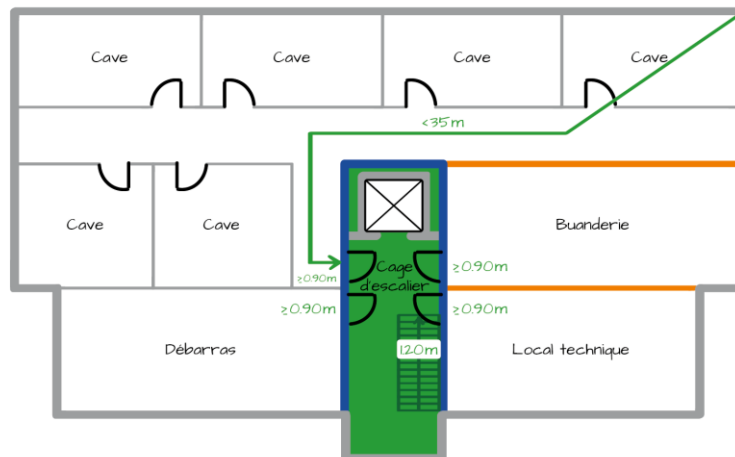 Cave
Cave
Cave
Cave
<35m
Cave
Cave
Buanderie
Cage
d'escalier
≥0.90m
≥0.90m
≥0.90m
≥0.90m
Débarras
1.20m
Local technique